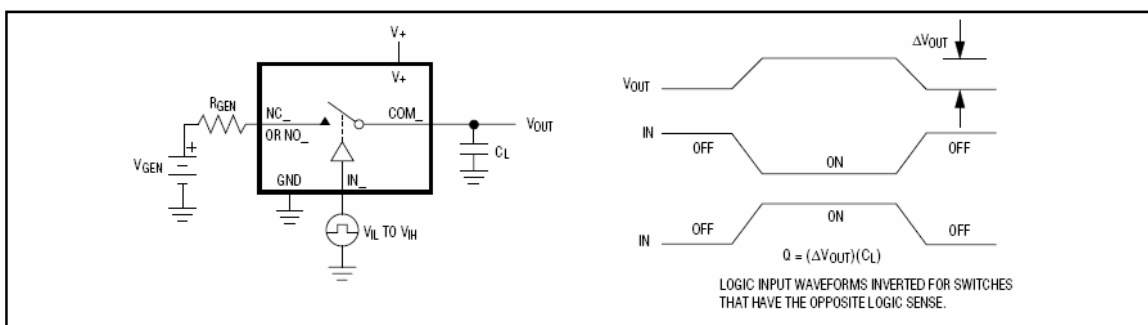 V+
V+
RGEN
NC_
OR NO_
COM_
VOUT
CL
VGEN
+
GND
IN_
VIL TO VIH
ΔVOUT
VOUT
IN
OFF
ON
OFF
IN
OFF
ON
OFF
Q = (ΔVOUT)(CL)
LOGIC INPUT WAVEFORMS INVERTED FOR SWITCHES
THAT HAVE THE OPPOSITE LOGIC SENSE.